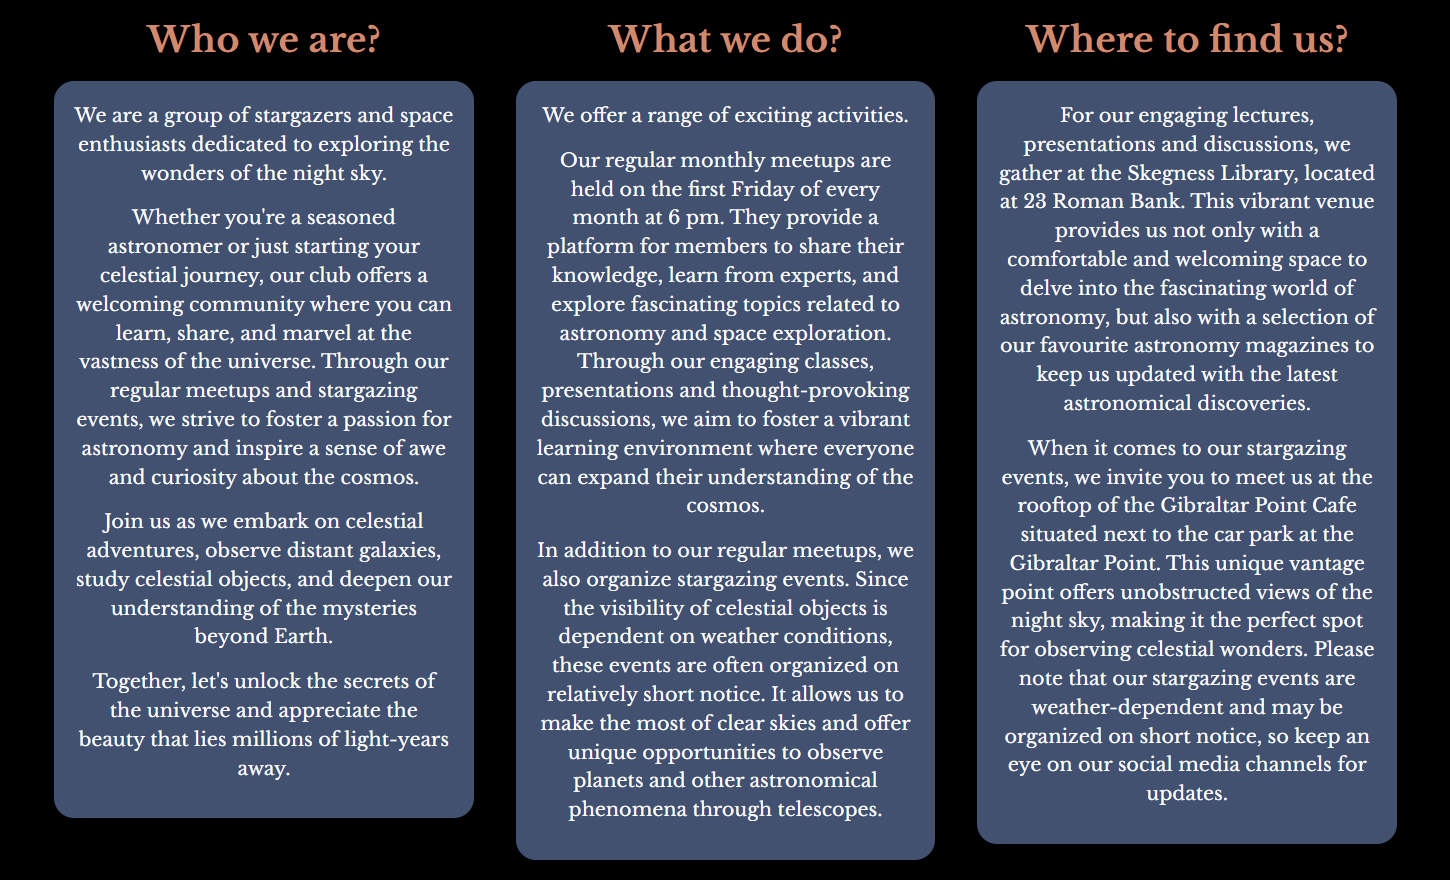 Who we are?
We are a group of stargazers and space
enthusiasts dedicated to exploring the
wonders of the night sky.
Whether you're a seasoned
astronomer or just starting your
celestial journey, our club offers a
welcoming community where you can
learn, share, and marvel at the
vastness of the universe. Through our
regular meetups and stargazing
events, we strive to foster a passion for
astronomy and inspire a sense of awe
and curiosity about the cosmos.
Join us as we embark on celestial
adventures, observe distant galaxies,
study celestial objects, and deepen our
understanding of the mysteries
beyond Earth.
Together, let's unlock the secrets of
the universe and appreciate the
beauty that lies millions of light-years
away.
What we do?
We offer a range of exciting activities.
Our regular monthly meetups are
held on the first Friday of every
month at 6 pm. They provide a
platform for members to share their
knowledge, learn from experts, and
explore fascinating topics related to
astronomy and space exploration.
Through our engaging classes,
presentations and thought-provoking
discussions, we aim to foster a vibrant
learning environment where everyone
can expand their understanding of the
cosmos.
In addition to our regular meetups, we
also organize stargazing events. Since
the visibility of celestial objects is
dependent on weather conditions,
these events are often organized on
relatively short notice. It allows us to
make the most of clear skies and offer
unique opportunities to observe
planets and other astronomical
phenomena through telescopes.
Where to find us?
For our engaging lectures,
presentations and discussions, we
gather at the Skegness Library, located
at 23 Roman Bank. This vibrant venue
provides us not only with a
comfortable and welcoming space to
delve into the fascinating world of
astronomy, but also with a selection of
our favourite astronomy magazines to
keep us updated with the latest
astronomical discoveries.
When it comes to our stargazing
events, we invite you to meet us at the
rooftop of the Gibraltar Point Cafe
situated next to the car park at the
Gibraltar Point. This unique vantage
point offers unobstructed views of the
night sky, making it the perfect spot
for observing celestial wonders. Please
note that our stargazing events are
weather-dependent and may be
organized on short notice, so keep an
eye on our social media channels for
updates.